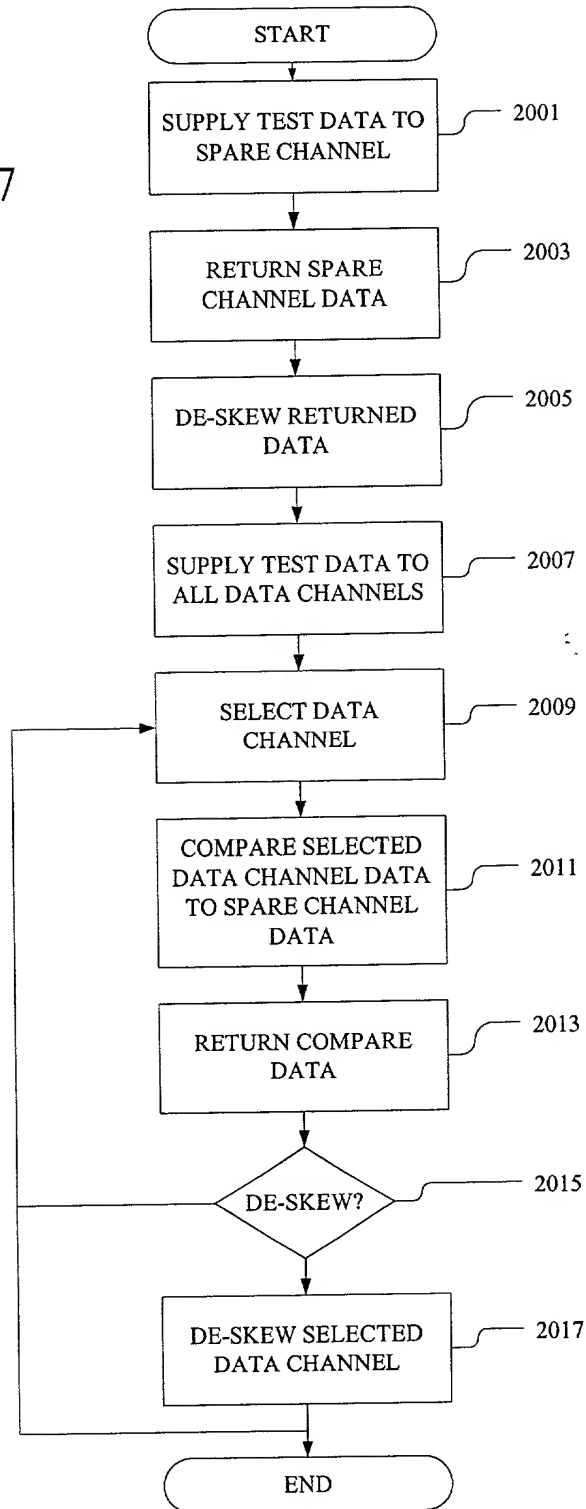 START
SUPPLY TEST DATA TO
SPARE CHANNEL
2001
7
RETURN SPARE
CHANNEL DATA
2003
DE-SKEW RETURNED
DATA
2005
SUPPLY TEST DATA TO
ALL DATA CHANNELS
2007
SELECT DATA
CHANNEL
2009
COMPARE SELECTED
DATA CHANNEL DATA
TO SPARE CHANNEL
DATA
2011
RETURN COMPARE
DATA
2013
DE-SKEW?
2015
DE-SKEW SELECTED
DATA CHANNEL
2017
END